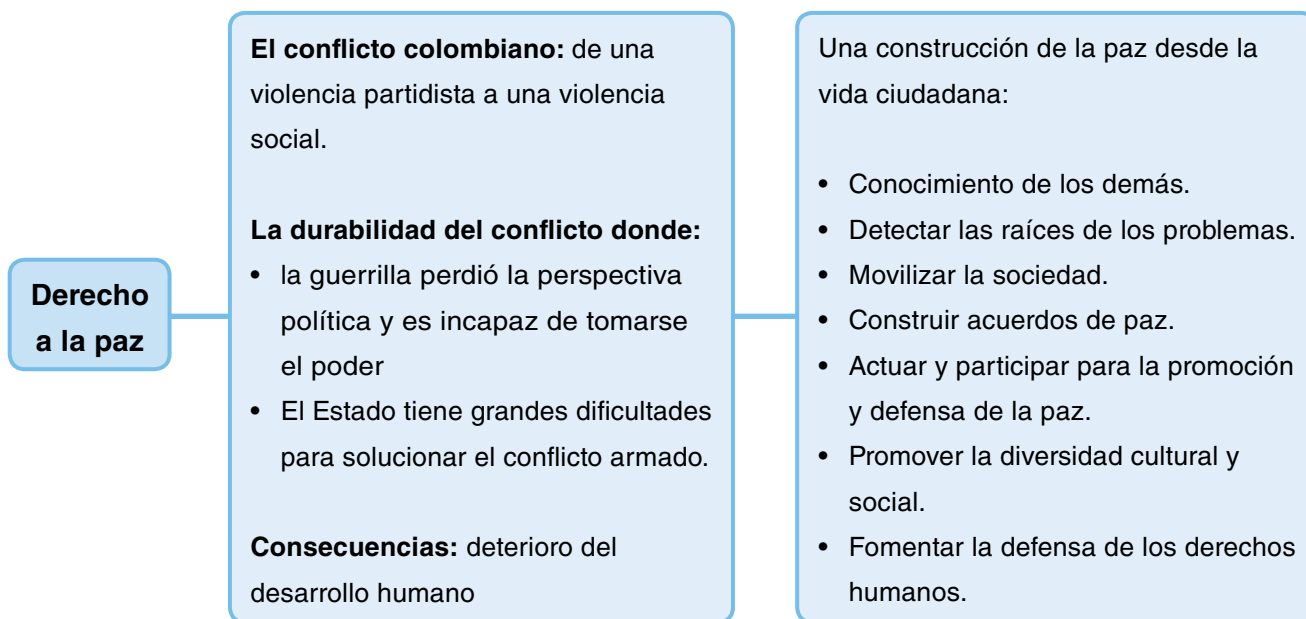 Derecho
a la paz
El conflicto colombiano: de una
violencia partidista a una violencia
social.
La durabilidad del conflicto donde:
• la guerrilla perdió la perspectiva
política y es incapaz de tomarse
el poder
• El Estado tiene grandes dificultades
para solucionar el conflicto armado.
Consecuencias: deterioro del
desarrollo humano
Una construcción de la paz desde la
vida ciudadana:
• Conocimiento de los demás.
• Detectar las raíces de los problemas.
• Movilizar la sociedad.
• Construir acuerdos de paz.
• Actuar y participar para la promoción
y defensa de la paz.
• Promover la diversidad cultural y
social.
• Fomentar la defensa de los derechos
humanos.